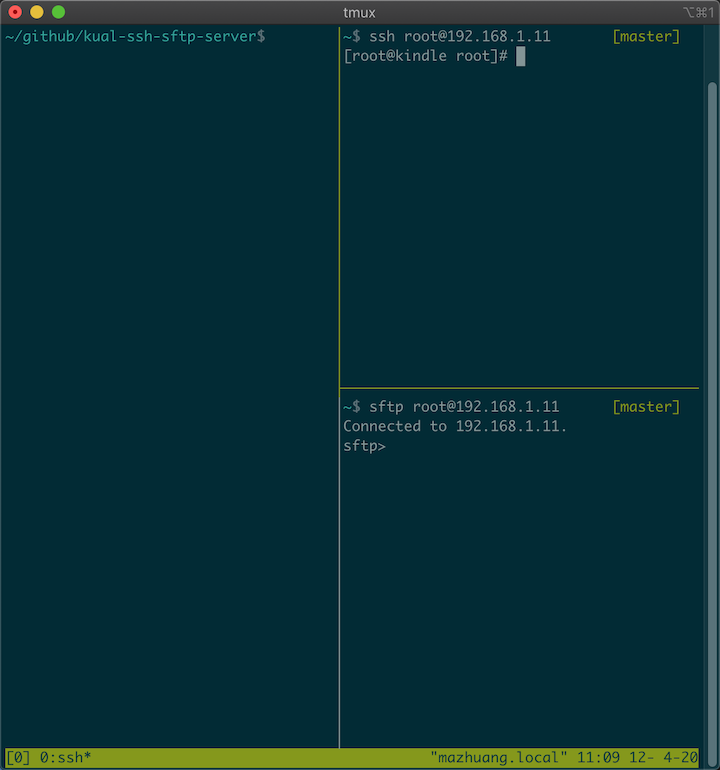 tmux
⌥⌘1
~/github/kual-ssh-sftp-server$
~$ ssh root@192.168.1.11 [master]
[root@kindle root]#
~$ sftp root@192.168.1.11 [master]
Connected to 192.168.1.11.
sftp>
[0] 0:ssh* "mazhuang.local" 11:09 12- 4-20